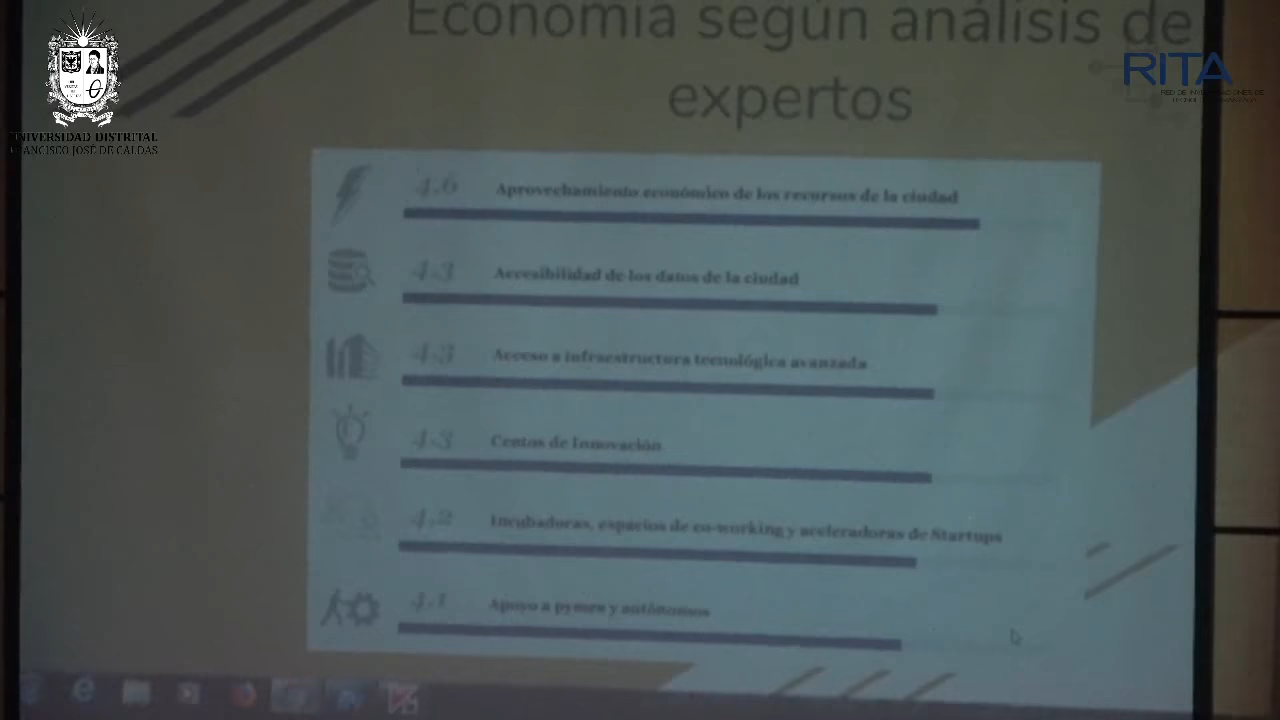 Economía según análisis de
expertos
RITA
UNIVERSIDAD DISTRITAL
FRANCISCO JOSÉ DE CALDAS
4.6 Aprovechamiento económico de los recursos de la ciudad
4.3 Accesibilidad de los datos de la ciudad
4.3 Acceso a infraestructura tecnológica avanzada
4.3 Centos de Innovación
4.2 Incubadoras, espacios de co-working y aceleradoras de Startups
4.1 Apoyo a pymes y autónomos